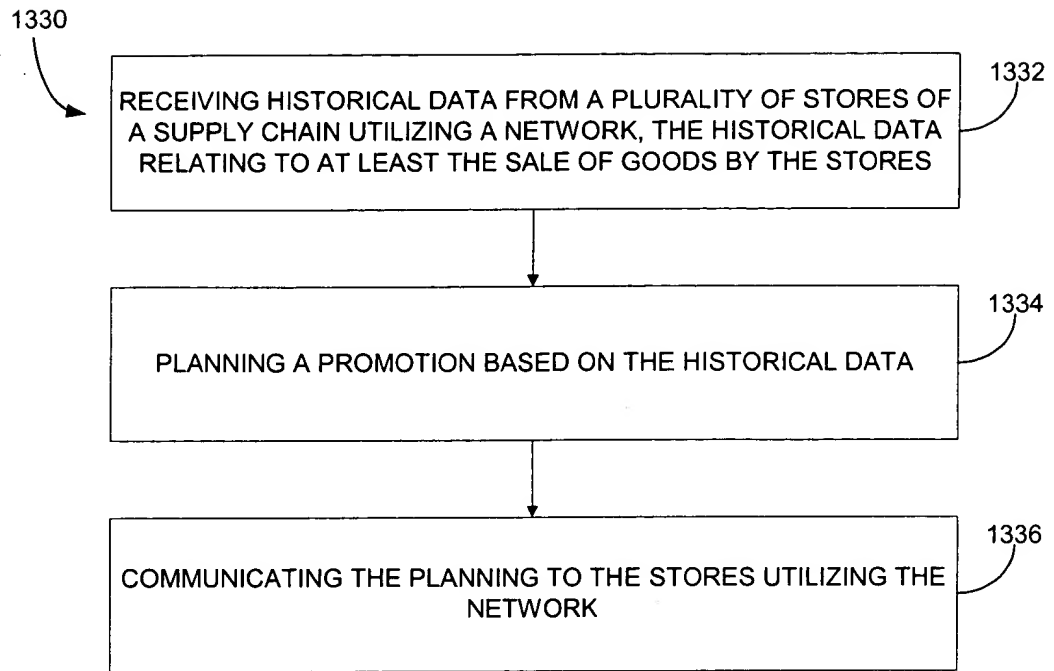 1330
1332
RECEIVING HISTORICAL DATA FROM A PLURALITY OF STORES OF
A SUPPLY CHAIN UTILIZING A NETWORK, THE HISTORICAL DATA
RELATING TO AT LEAST THE SALE OF GOODS BY THE STORES
1334
PLANNING A PROMOTION BASED ON THE HISTORICAL DATA
1336
COMMUNICATING THE PLANNING TO THE STORES UTILIZING THE
NETWORK